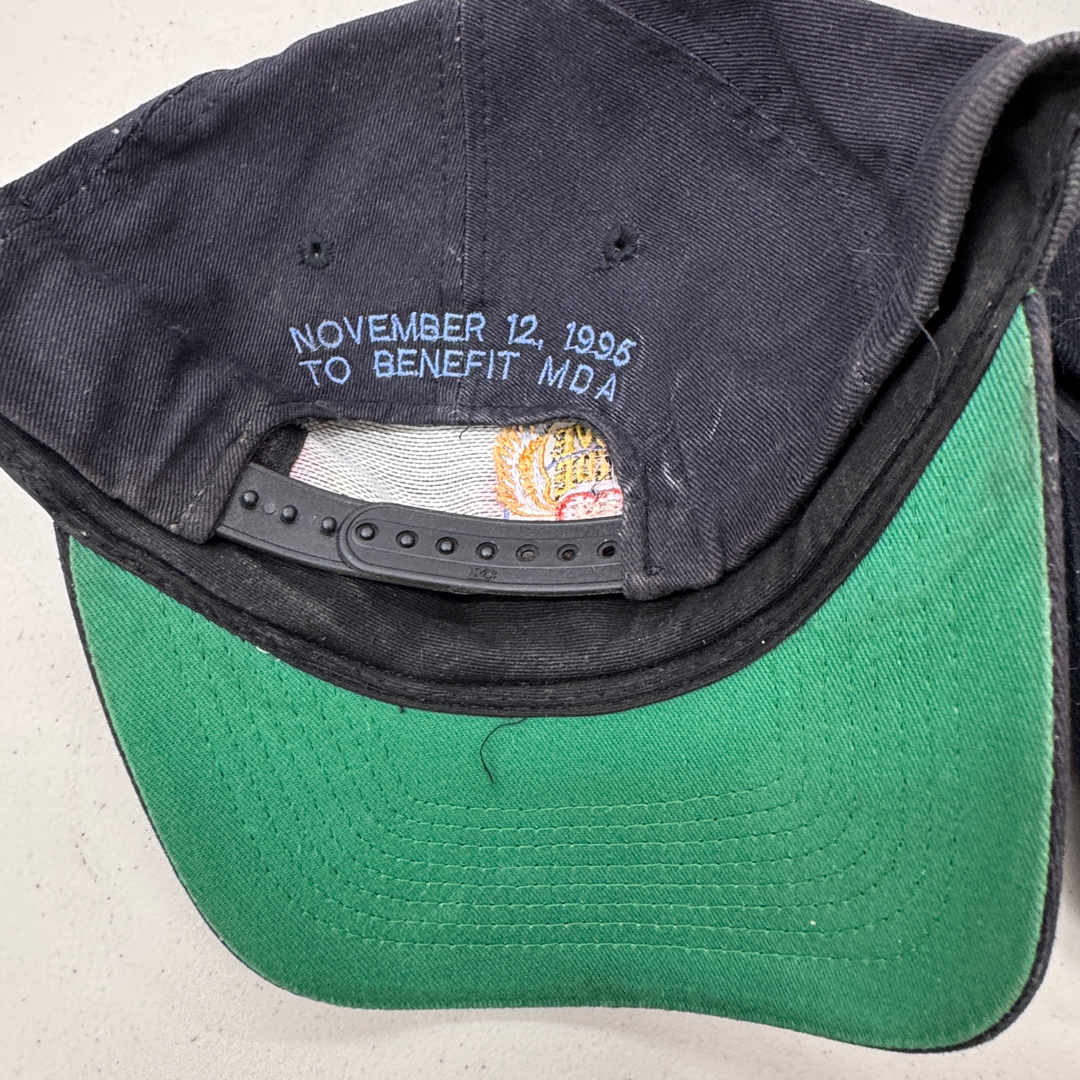 NOVEMBER 12, 1995
TO BENEFIT MDA